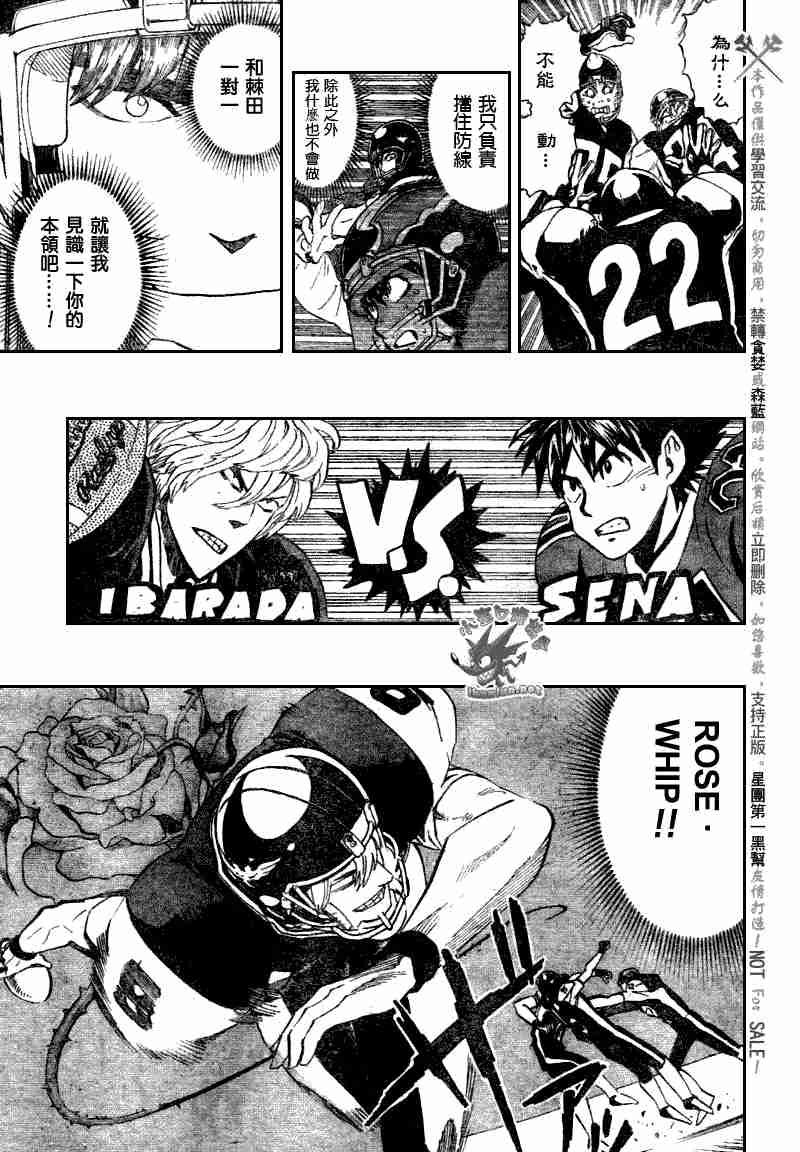 為什…么
不能動…
22
我只負責
擋住防線
除此之外
我什麽也不會做
和棘田
一對一
就讓我
見識一下你的
本領吧……！
V.S.
IBARADA
SENA
ROSE·
WHIP!!
本作品僅供學習交流，切勿商用，禁轉貪婪或森藍網站。欣賞后請立即刪除，如您喜歡，支持正版。星團第一黑幫友情打造！NOT For SALE！